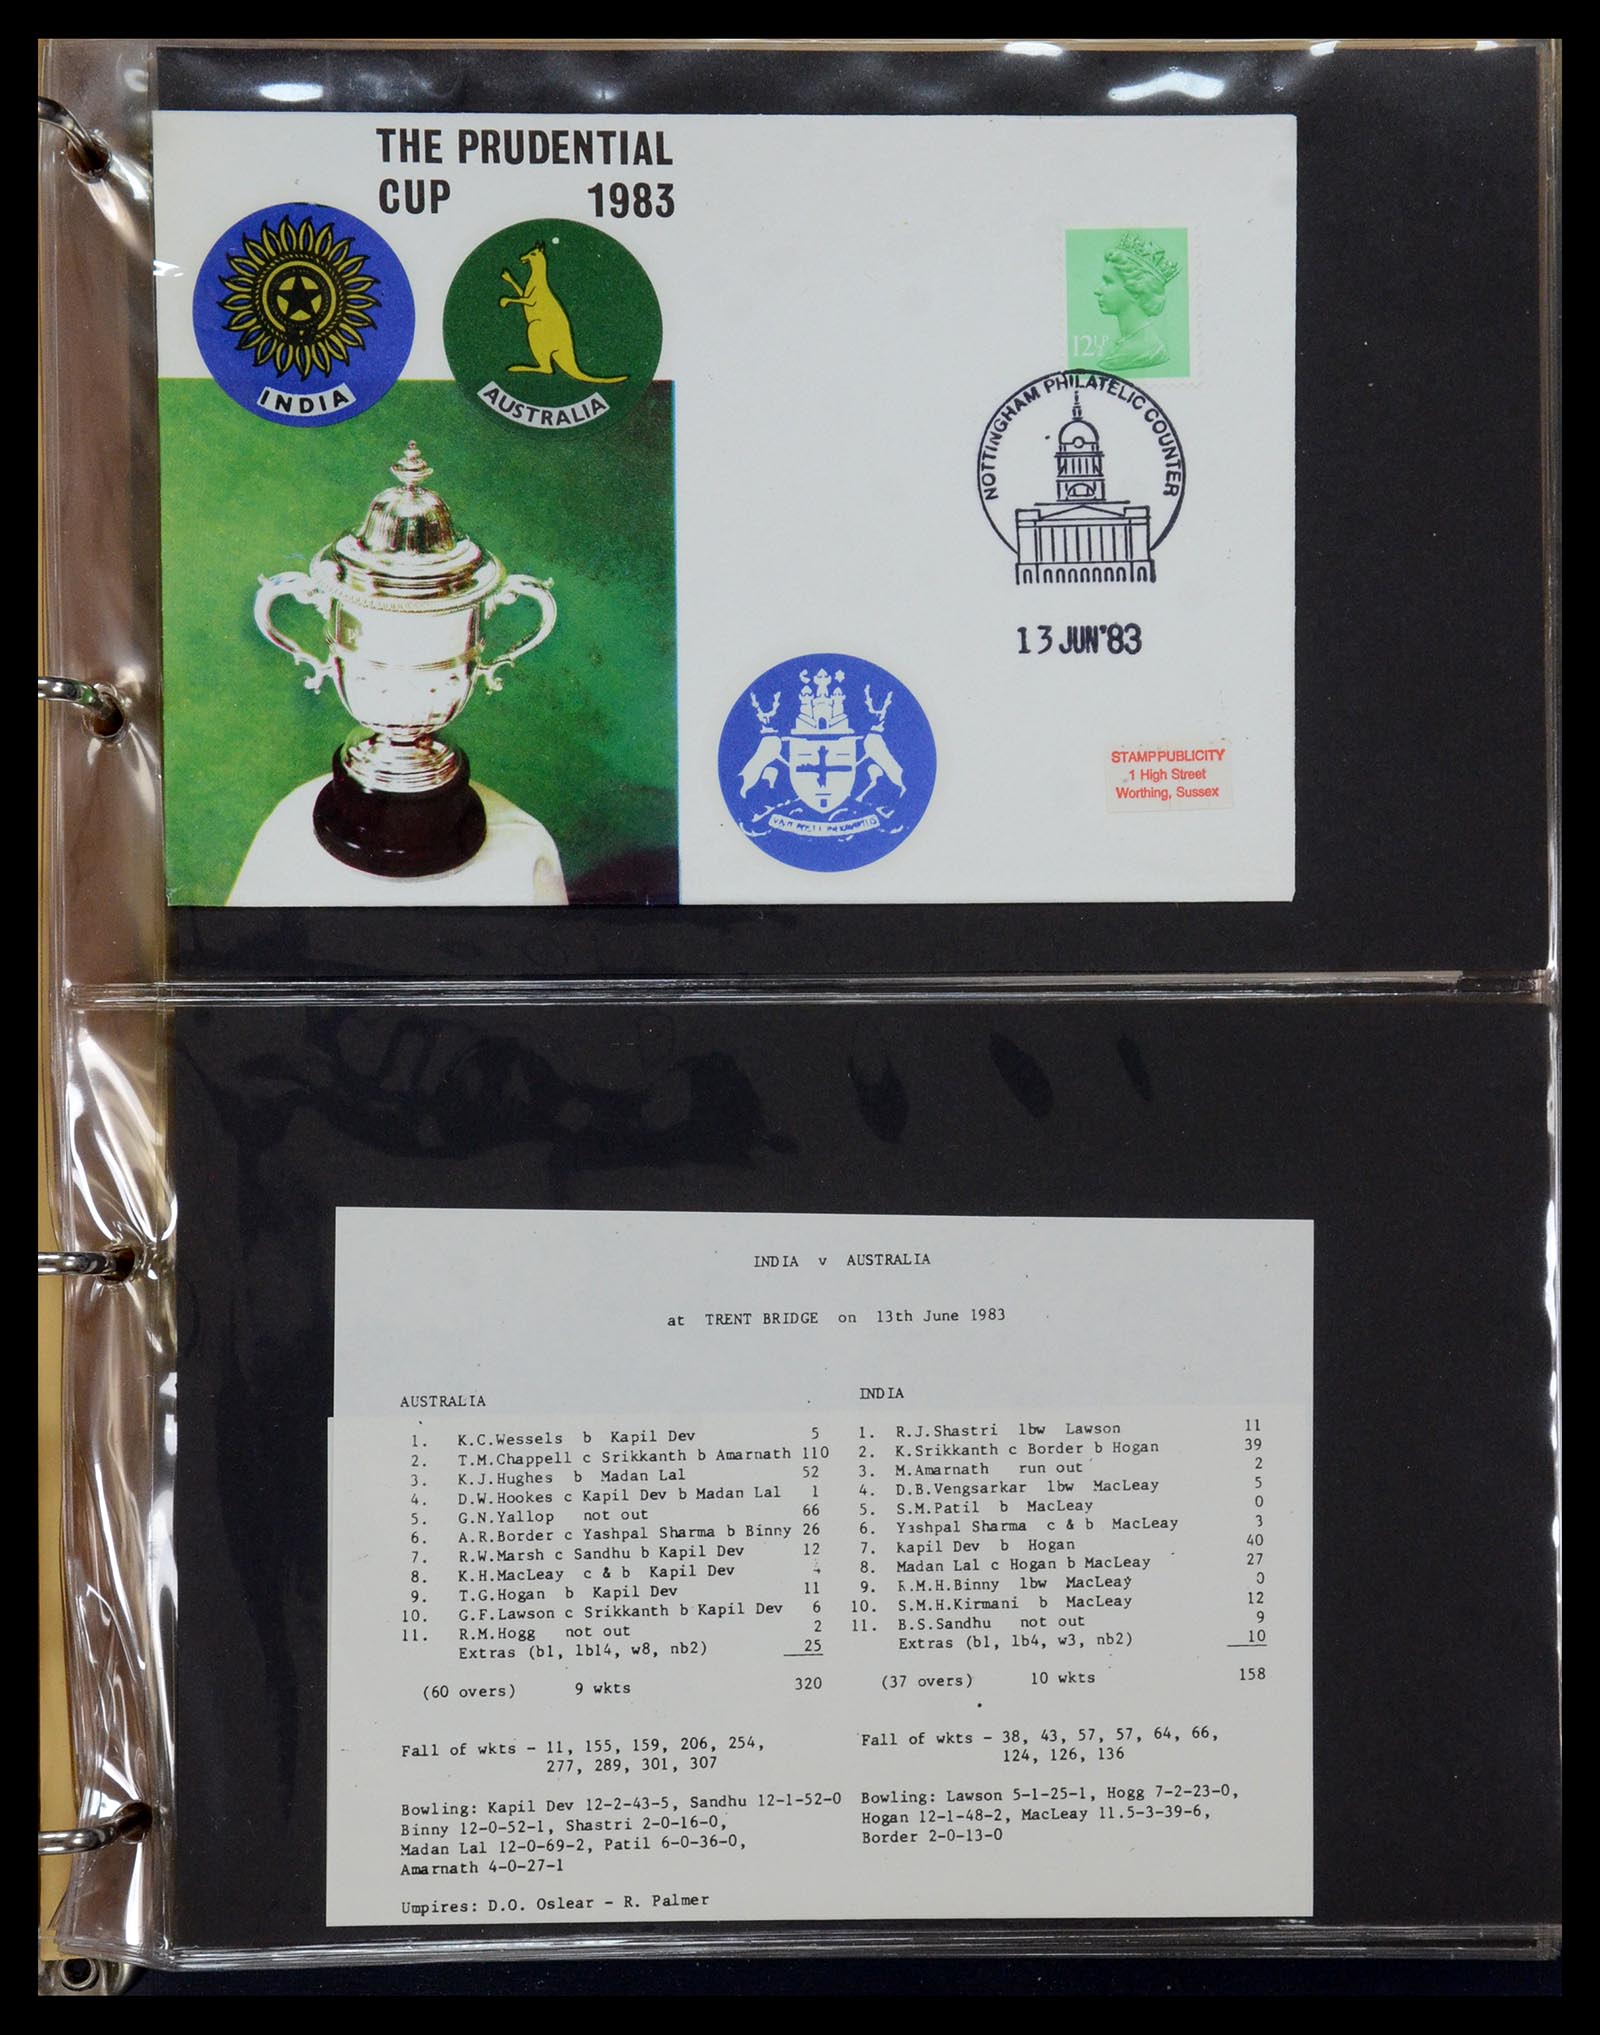 THE PRUDENTIAL
CUP 1983
INDIA
AUSTRALIA
12½P
NOTTINGHAM PHILATELIC COUNTER
13 JUN'83
STAMP PUBLICITY
1 High Street
Worthing, Sussex
INDIA v AUSTRALIA
at TRENT BRIDGE on 13th June 1983
AUSTRALIA
1. K.C.Wessels b Kapil Dev 5
2. T.M.Chappell c Srikkanth b Amarnath 110
3. K.J.Hughes b Madan Lal 52
4. D.W.Hookes c Kapil Dev b Madan Lal 1
5. G.N.Yallop not out 66
6. A.R.Border c Yashpal Sharma b Binny 26
7. R.W.Marsh c Sandhu b Kapil Dev 12
8. K.H.MacLeay c & b Kapil Dev 4
9. T.G.Hogan b Kapil Dev 11
10. G.F.Lawson c Srikkanth b Kapil Dev 6
11. R.M.Hogg not out 2
Extras (b1, lb14, w8, nb2) 25
(60 overs) 9 wkts 320
Fall of wkts - 11, 155, 159, 206, 254,
277, 289, 301, 307
Bowling: Kapil Dev 12-2-43-5, Sandhu 12-1-52-0
Binny 12-0-52-1, Shastri 2-0-16-0,
Madan Lal 12-0-69-2, Patil 6-0-36-0,
Amarnath 4-0-27-1
Umpires: D.O. Oslear - R. Palmer
INDIA
1. R.J.Shastri lbw Lawson 11
2. K.Srikkanth c Border b Hogan 39
3. M.Amarnath run out 2
4. D.B.Vengsarkar lbw MacLeay 5
5. S.M.Patil b MacLeay 0
6. Yashpal Sharma c & b MacLeay 3
7. Kapil Dev b Hogan 40
8. Madan Lal c Hogan b MacLeay 27
9. R.M.H.Binny lbw MacLeay 0
10. S.M.H.Kirmani b MacLeay 12
11. B.S.Sandhu not out 9
Extras (b1, lb4, w3, nb2) 10
(37 overs) 10 wkts 158
Fall of wkts - 38, 43, 57, 57, 64, 66,
124, 126, 136
Bowling: Lawson 5-1-25-1, Hogg 7-2-23-0,
Hogan 12-1-48-2, MacLeay 11.5-3-39-6,
Border 2-0-13-0